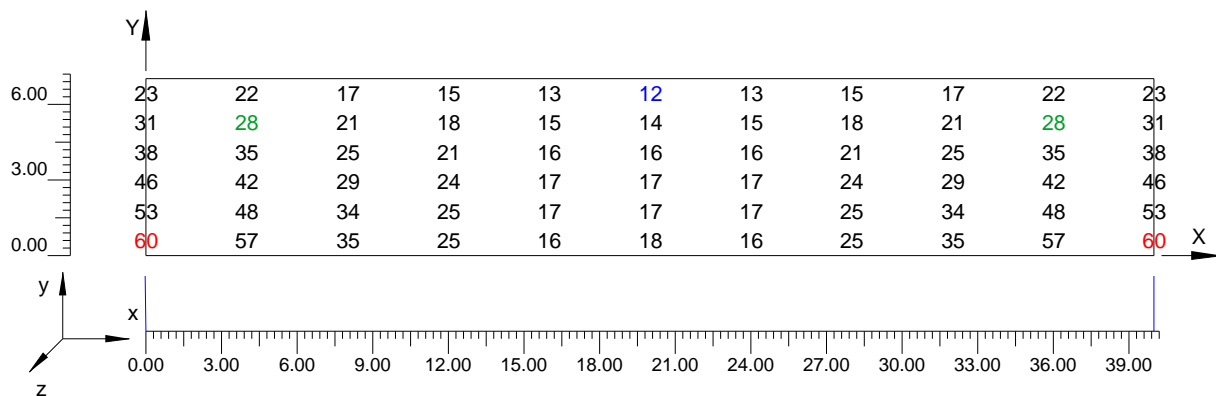 Y
6.00 23 22 17 15 13 12 13 15 17 22 23
31 28 21 18 15 14 15 18 21 28 31
38 35 25 21 16 16 16 21 25 35 38
3.00 46 42 29 24 17 17 17 24 29 42 46
53 48 34 25 17 17 17 25 34 48 53
0.00 60 57 35 25 16 18 16 25 35 57 60 X
y
x
0.00 3.00 6.00 9.00 12.00 15.00 18.00 21.00 24.00 27.00 30.00 33.00 36.00 39.00
z